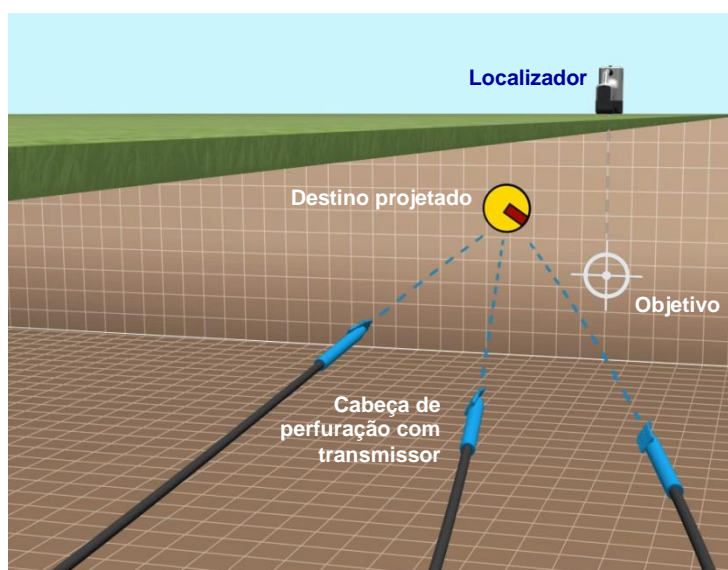 Localizador
Destino projetado
Objetivo
Cabeça de
perfuração com
transmissor